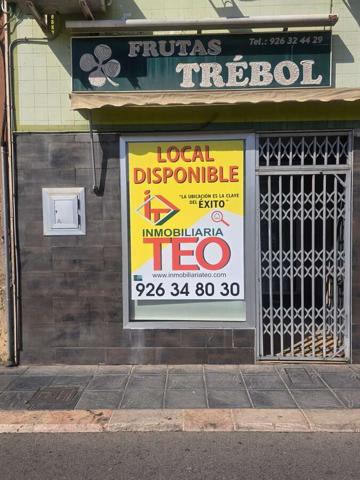 FRUTAS
Tel.: 926 32 44 29
TRÉBOL
LOCAL
DISPONIBLE
"LA UBICACIÓN ES LA CLAVE
DEL ÉXITO"
INMOBILIARIA
TEO
www.inmobiliariateo.com
926 34 80 30